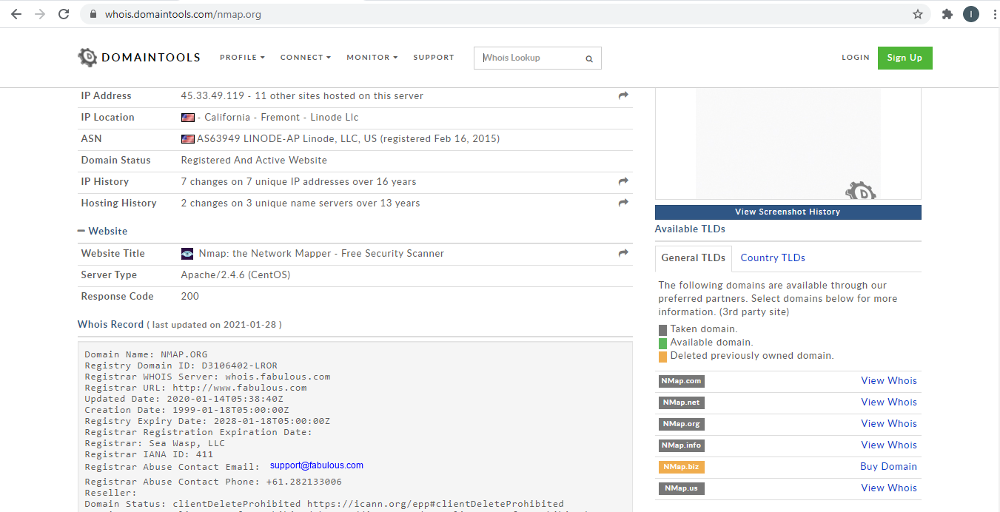 whois.domaintools.com/nmap.org
I
DOMAINTOOLS
PROFILE
CONNECT
MONITOR
SUPPORT
Whois Lookup
LOGIN
Sign Up
IP Address 45.33.49.119 - 11 other sites hosted on this server
IP Location - California - Fremont - Linode Llc
ASN AS63949 LINODE-AP Linode, LLC, US (registered Feb 16, 2015)
Domain Status Registered And Active Website
IP History 7 changes on 7 unique IP addresses over 16 years
Hosting History 2 changes on 3 unique name servers over 13 years
Website
Website Title Nmap: the Network Mapper - Free Security Scanner
Server Type Apache/2.4.6 (CentOS)
Response Code 200
Whois Record ( last updated on 2021-01-28 )
Domain Name: NMAP.ORG
Registry Domain ID: D3106402-LROR
Registrar WHOIS Server: whois.fabulous.com
Registrar URL: http://www.fabulous.com
Updated Date: 2020-01-14T05:38:40Z
Creation Date: 1999-01-18T05:00:00Z
Registry Expiry Date: 2028-01-18T05:00:00Z
Registrar Registration Expiration Date:
Registrar: Sea Wasp, LLC
Registrar IANA ID: 411
Registrar Abuse Contact Email: support@fabulous.com
Registrar Abuse Contact Phone: +61.282133006
Reseller:
Domain Status: clientDeleteProhibited https://icann.org/epp#clientDeleteProhibited
View Screenshot History
Available TLDs
General TLDs
Country TLDs
The following domains are available through our
preferred partners. Select domains below for more
information. (3rd party site)
Taken domain.
Available domain.
Deleted previously owned domain.
NMap.com View Whois
NMap.net View Whois
NMap.org View Whois
NMap.info View Whois
NMap.biz Buy Domain
NMap.us View Whois